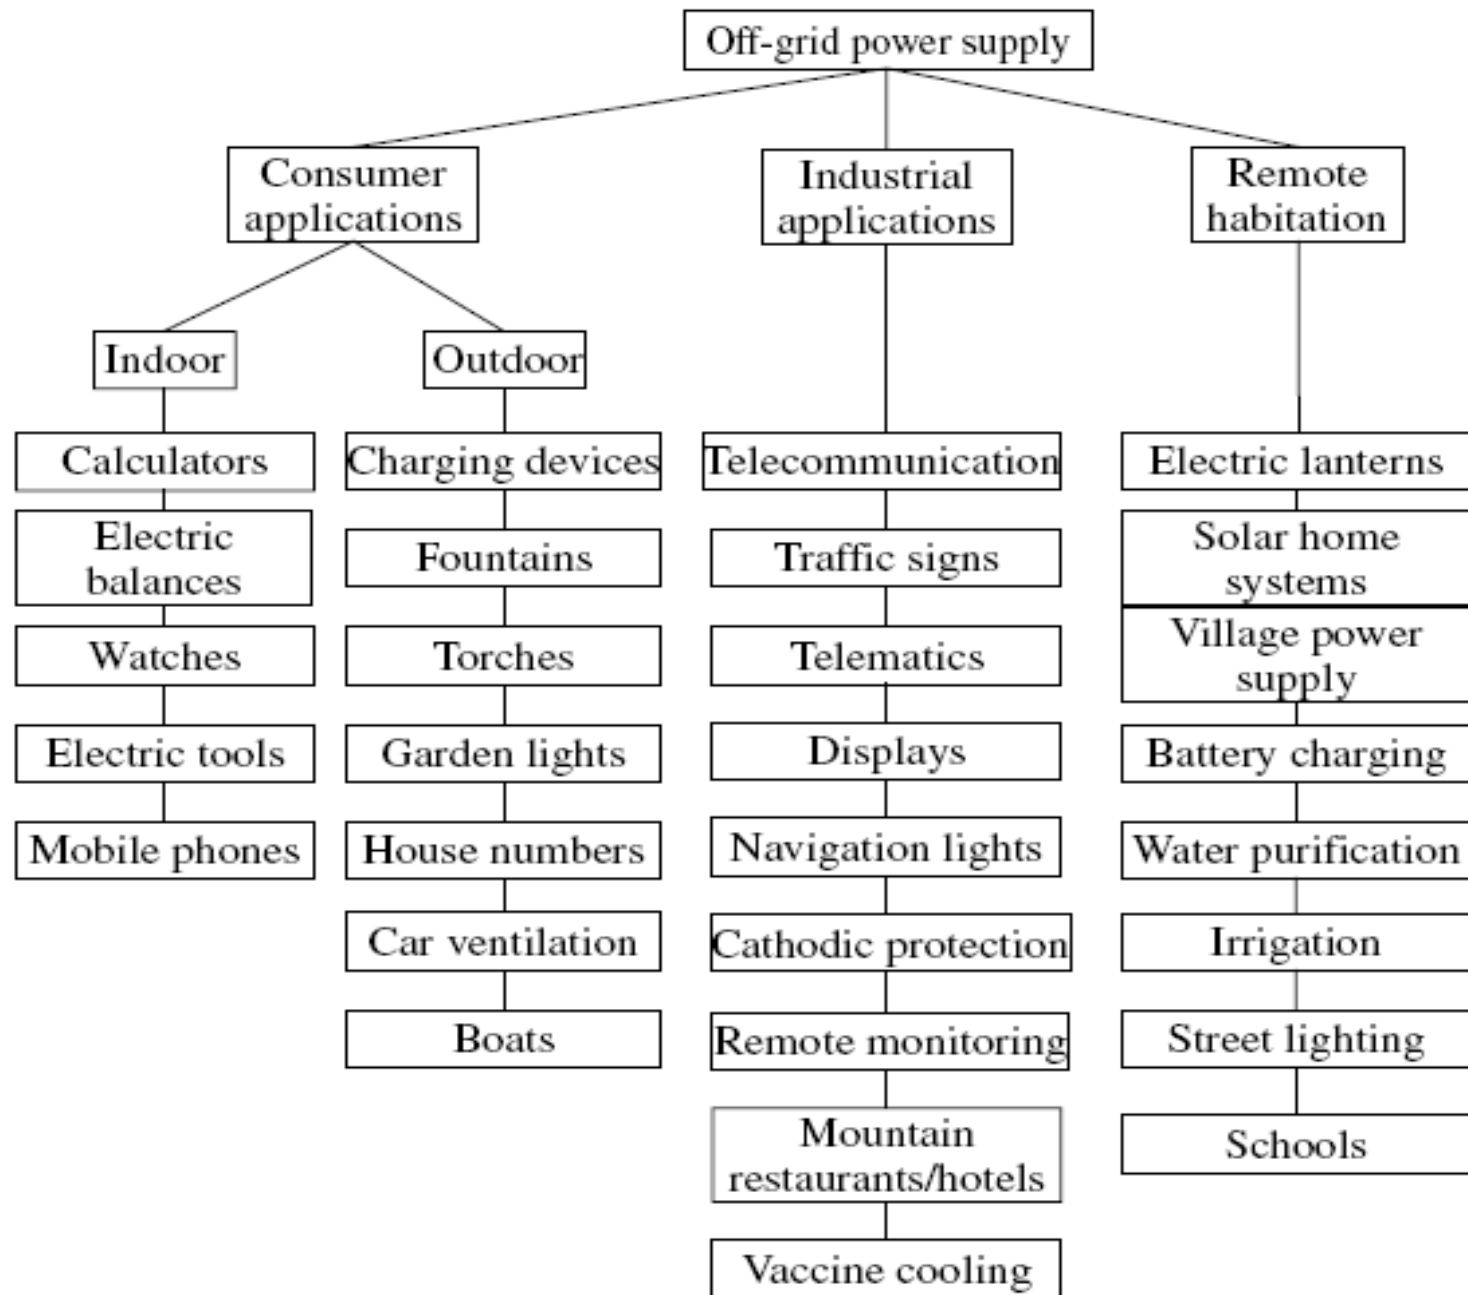 Off-grid power supply
Consumer
applications
Industrial
applications
Remote
habitation
Indoor
Outdoor
Calculators
Electric
balances
Watches
Electric tools
Mobile phones
Charging devices
Fountains
Torches
Garden lights
House numbers
Car ventilation
Boats
Telecommunication
Traffic signs
Telematics
Displays
Navigation lights
Cathodic protection
Remote monitoring
Mountain
restaurants/hotels
Vaccine cooling
Electric lanterns
Solar home
systems
Village power
supply
Battery charging
Water purification
Irrigation
Street lighting
Schools